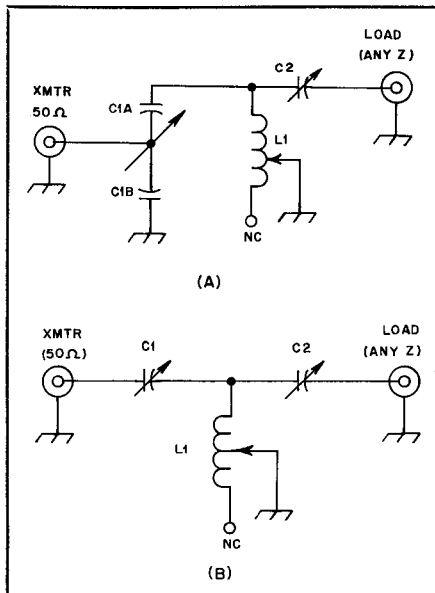 XMTR
50Ω
C1A
C1B
C2
LOAD
(ANY Z)
L1
NC
(A)
XMTR
(50Ω)
C1
C2
LOAD
(ANY Z)
L1
NC
(B)